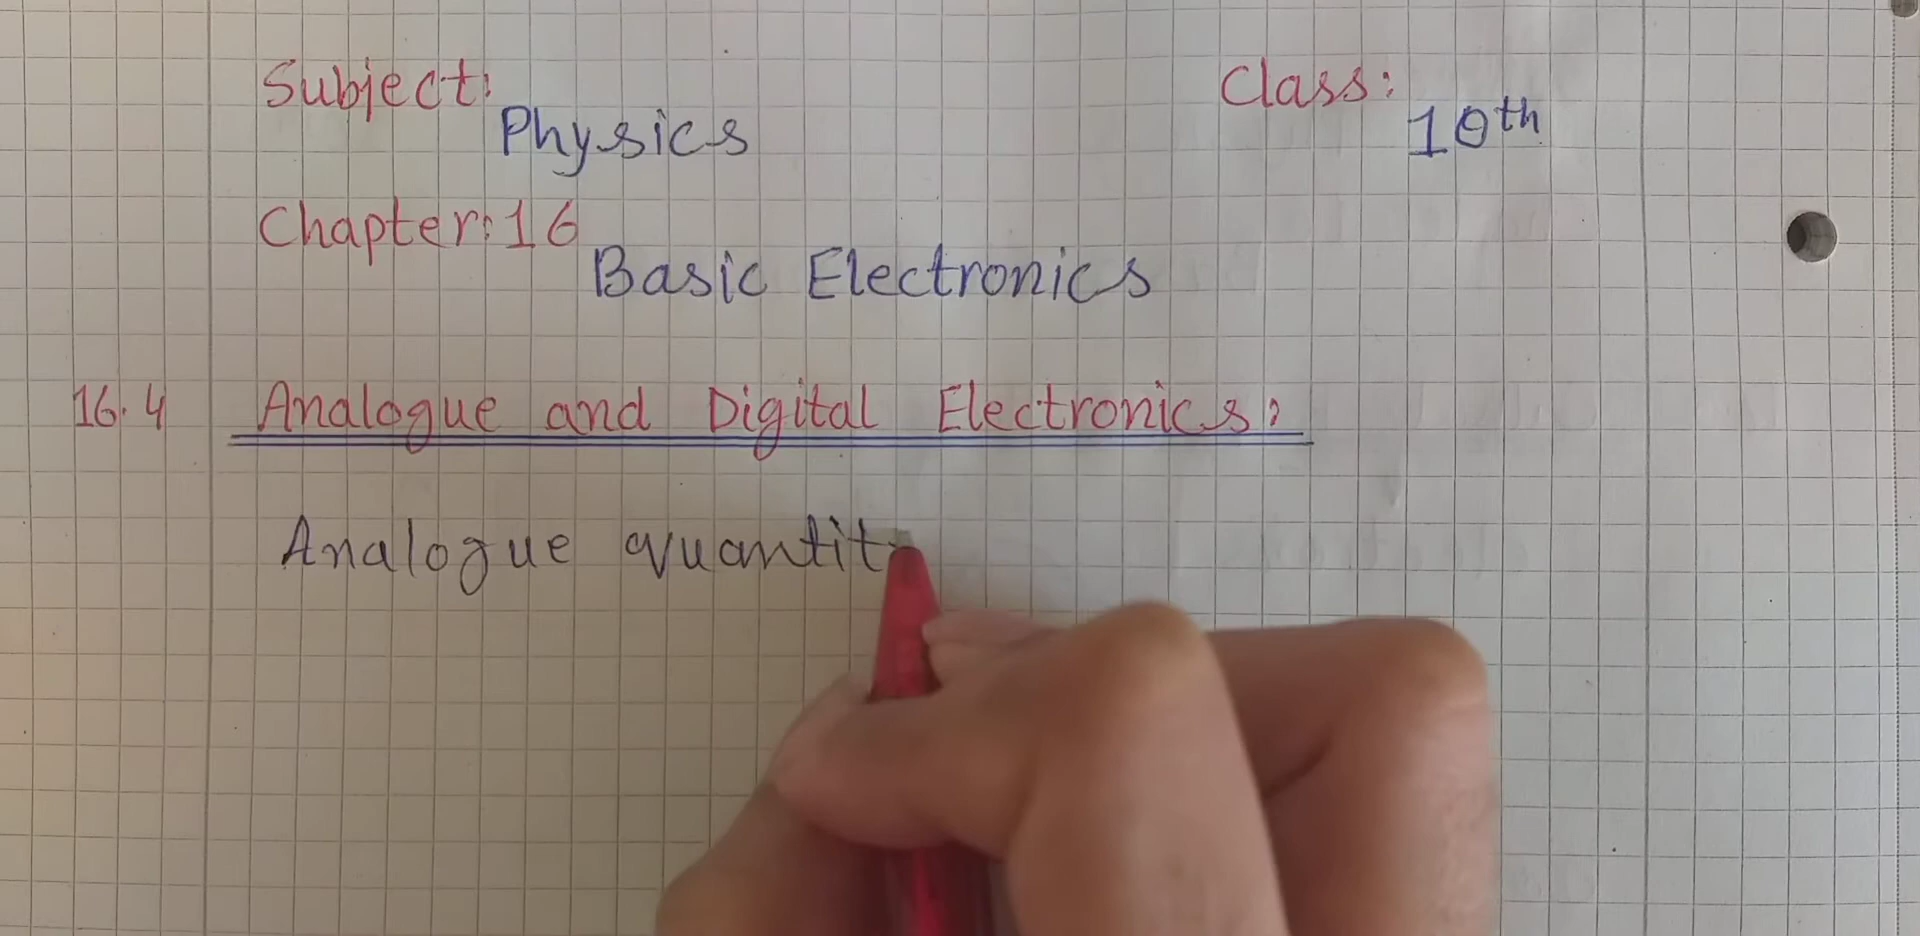 Subject: Class:
Physics 10th
Chapter: 16
Basic Electronics
16.4 Analogue and Digital Electronics:
Analogue quantit